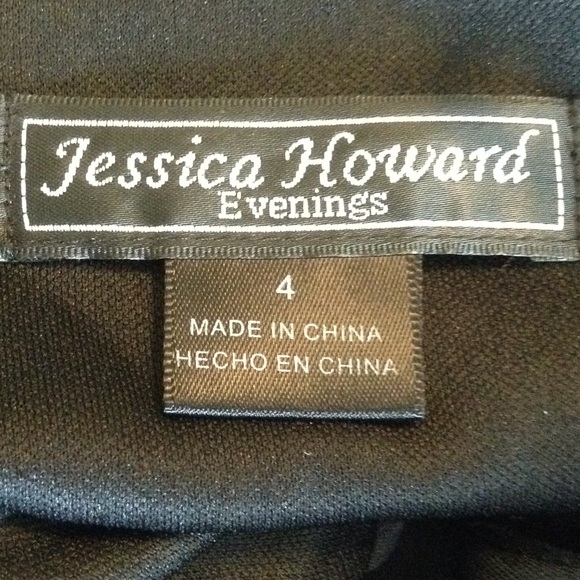 Jessica Howard
Evenings
4
MADE IN CHINA
HECHO EN CHINA